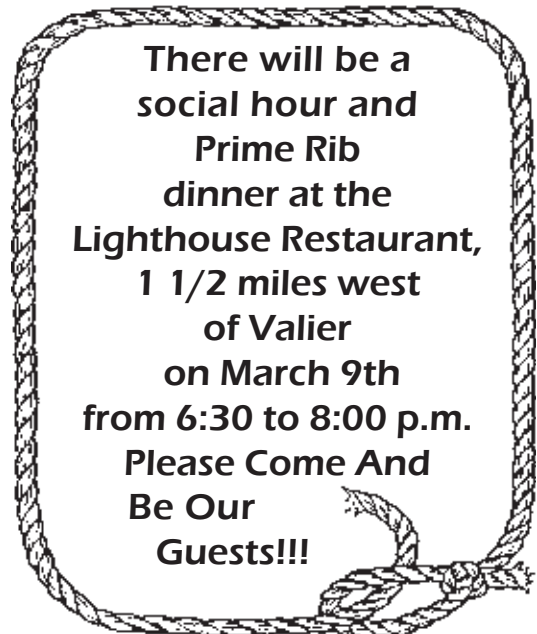 There will be a
social hour and
Prime Rib
dinner at the
Lighthouse Restaurant,
1 1/2 miles west
of Valier
on March 9th
from 6:30 to 8:00 p.m.
Please Come And
Be Our
Guests!!!